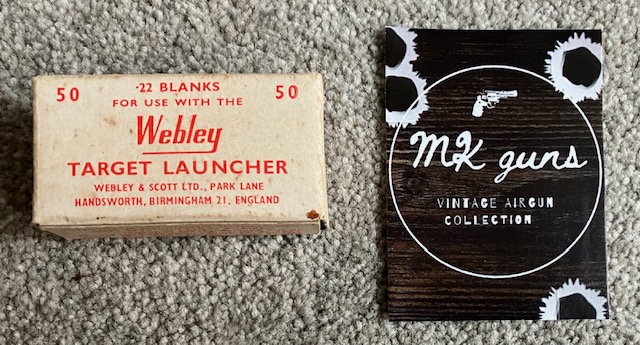 50 .22 BLANKS 50
FOR USE WITH THE
Webley
TARGET LAUNCHER
WEBLEY & SCOTT LTD., PARK LANE
HANDSWORTH, BIRMINGHAM 21, ENGLAND
MK guns
VINTAGE AIRGUN
COLLECTION